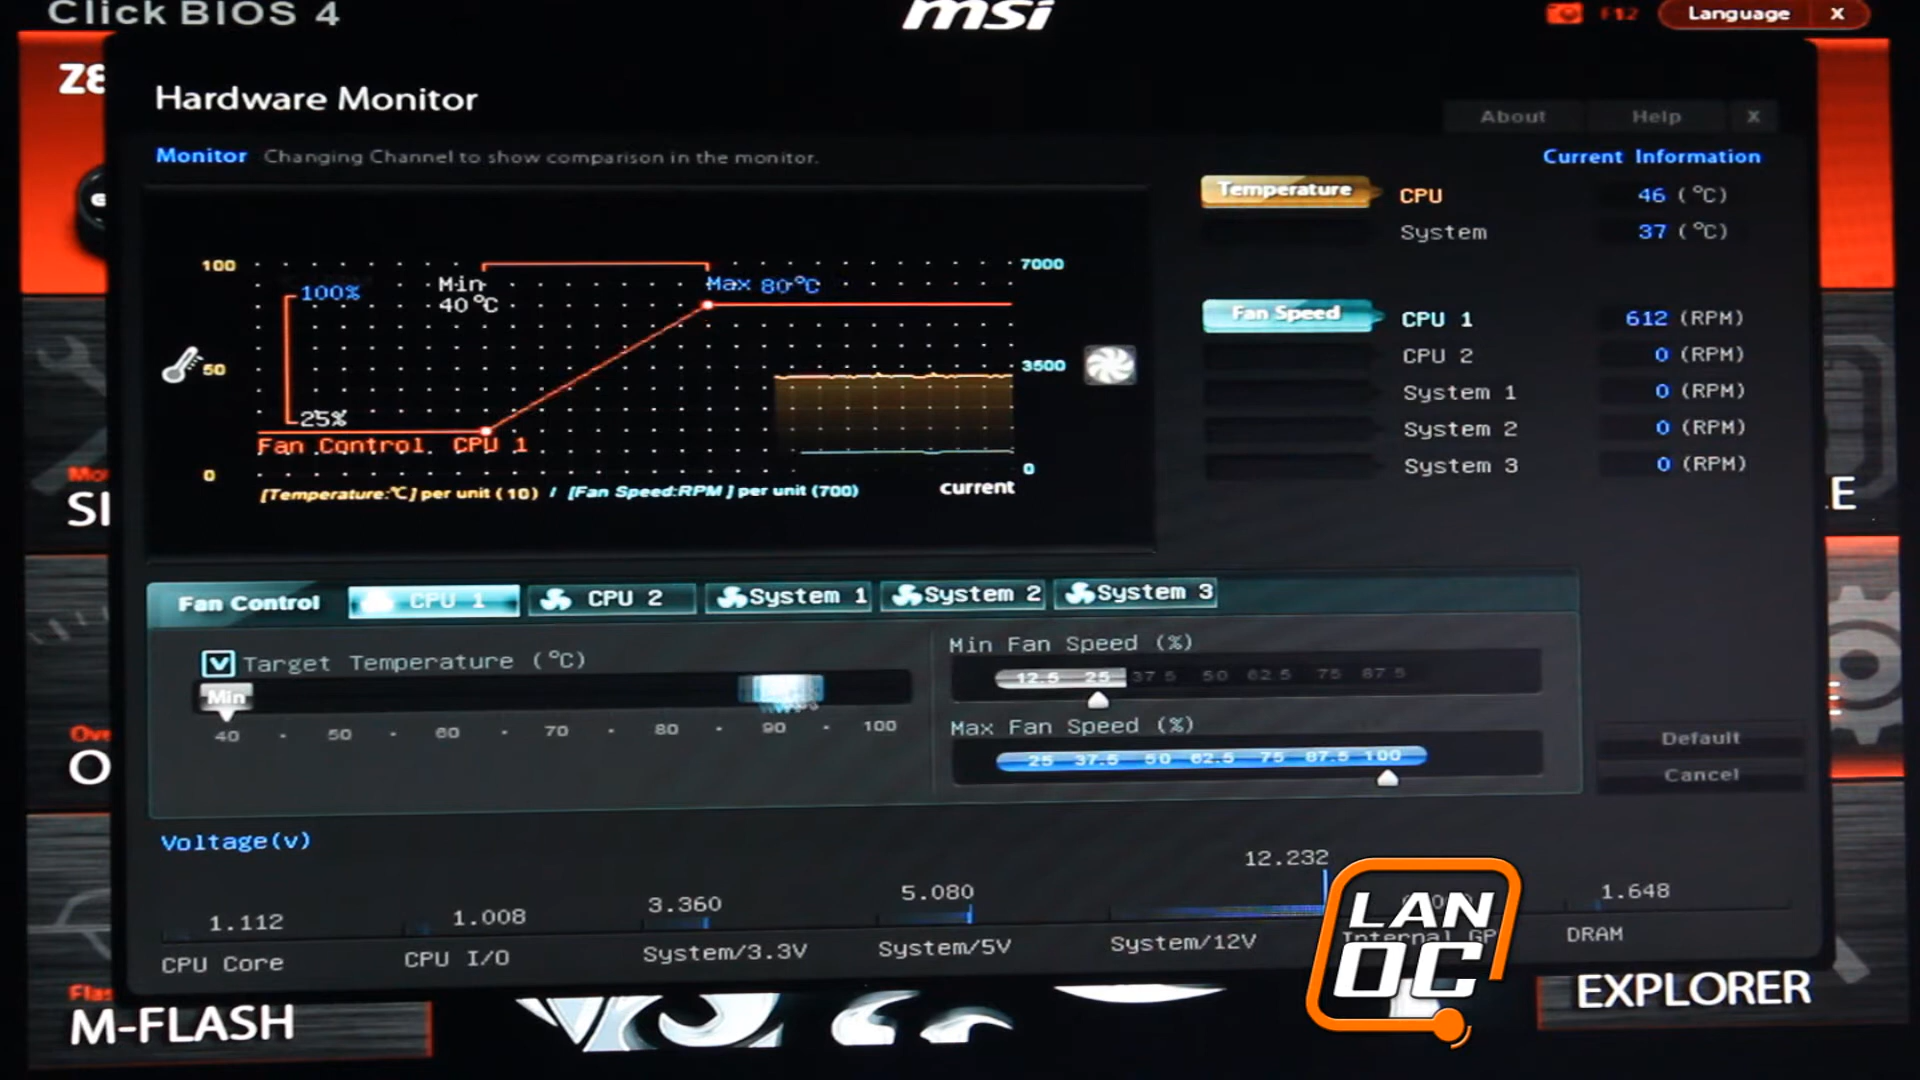 Click BIOS 4
msi
F12
Language X
Hardware Monitor
About Help X
Monitor Changing Channel to show comparison in the monitor.
Current Information
Temperature CPU 46 (°C)
System 37 (°C)
Fan Speed CPU 1 612 (RPM)
CPU 2 0 (RPM)
System 1 0 (RPM)
System 2 0 (RPM)
System 3 0 (RPM)
100 7000
100% Min 40°C Max 80°C
50 3500
25%
Fan Control CPU 1
0 0
[Temperature:°C] per unit (10) / [Fan Speed:RPM] per unit (700) current
Fan Control CPU 1 CPU 2 System 1 System 2 System 3
Target Temperature (°C)
Min
40 50 60 70 80 90 100
Min Fan Speed (%)
12.5 25 37.5 50 62.5 75 87.5
Max Fan Speed (%)
25 37.5 50 62.5 75 87.5 100
Default
Cancel
Voltage(v)
1.112 1.008 3.360 5.080 12.232 1.648
CPU Core CPU I/O System/3.3V System/5V System/12V Internal GP DRAM
M-FLASH
EXPLORER
LAN
OC